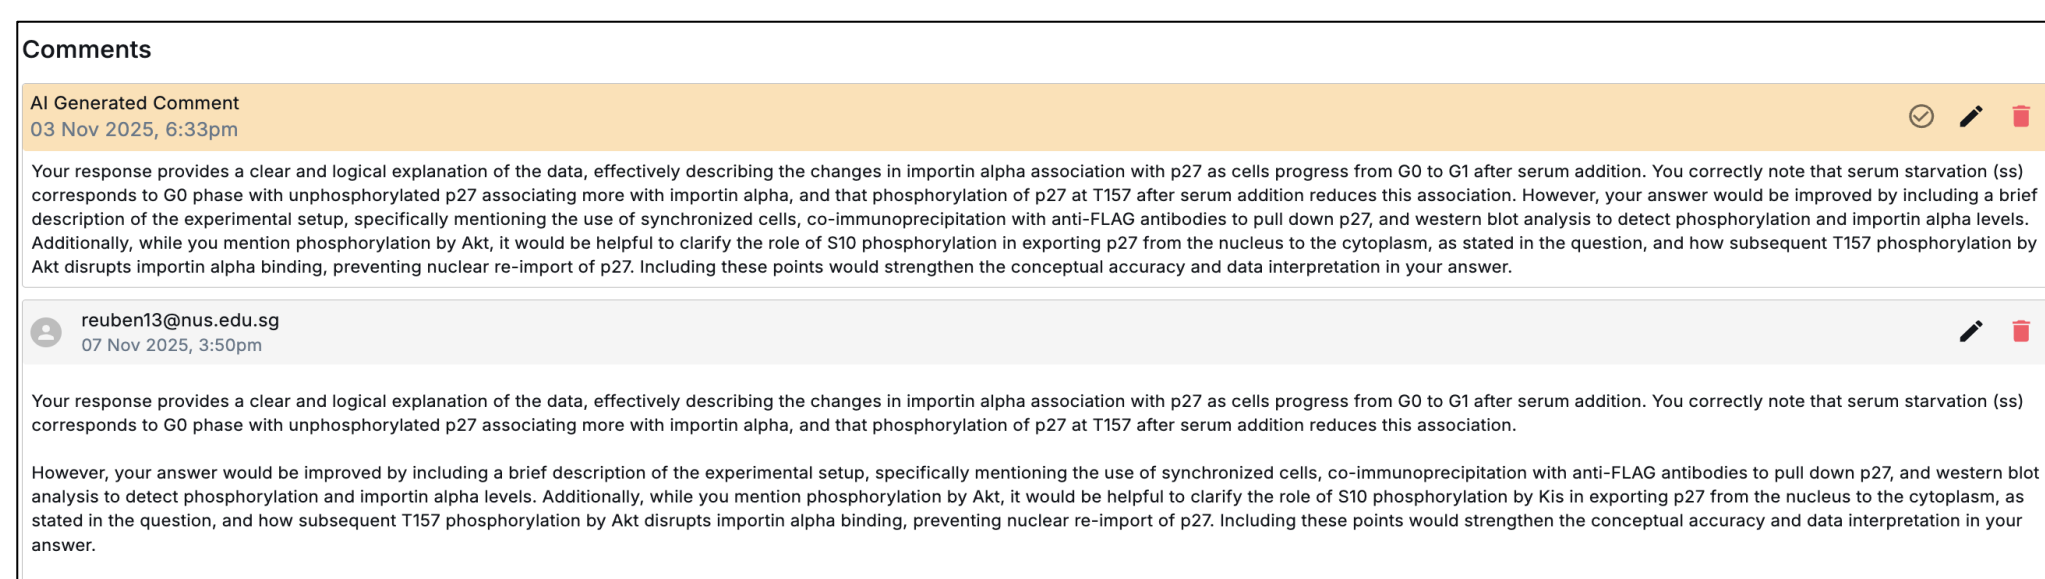 Comments
AI Generated Comment
03 Nov 2025, 6:33pm
Your response provides a clear and logical explanation of the data, effectively describing the changes in importin alpha association with p27 as cells progress from G0 to G1 after serum addition. You correctly note that serum starvation (ss)
corresponds to G0 phase with unphosphorylated p27 associating more with importin alpha, and that phosphorylation of p27 at T157 after serum addition reduces this association. However, your answer would be improved by including a brief
description of the experimental setup, specifically mentioning the use of synchronized cells, co-immunoprecipitation with anti-FLAG antibodies to pull down p27, and western blot analysis to detect phosphorylation and importin alpha levels.
Additionally, while you mention phosphorylation by Akt, it would be helpful to clarify the role of S10 phosphorylation in exporting p27 from the nucleus to the cytoplasm, as stated in the question, and how subsequent T157 phosphorylation by
Akt disrupts importin alpha binding, preventing nuclear re-import of p27. Including these points would strengthen the conceptual accuracy and data interpretation in your answer.
reuben13@nus.edu.sg
07 Nov 2025, 3:50pm
Your response provides a clear and logical explanation of the data, effectively describing the changes in importin alpha association with p27 as cells progress from G0 to G1 after serum addition. You correctly note that serum starvation (ss)
corresponds to G0 phase with unphosphorylated p27 associating more with importin alpha, and that phosphorylation of p27 at T157 after serum addition reduces this association.
However, your answer would be improved by including a brief description of the experimental setup, specifically mentioning the use of synchronized cells, co-immunoprecipitation with anti-FLAG antibodies to pull down p27, and western blot
analysis to detect phosphorylation and importin alpha levels. Additionally, while you mention phosphorylation by Akt, it would be helpful to clarify the role of S10 phosphorylation by Kis in exporting p27 from the nucleus to the cytoplasm, as
stated in the question, and how subsequent T157 phosphorylation by Akt disrupts importin alpha binding, preventing nuclear re-import of p27. Including these points would strengthen the conceptual accuracy and data interpretation in your
answer.